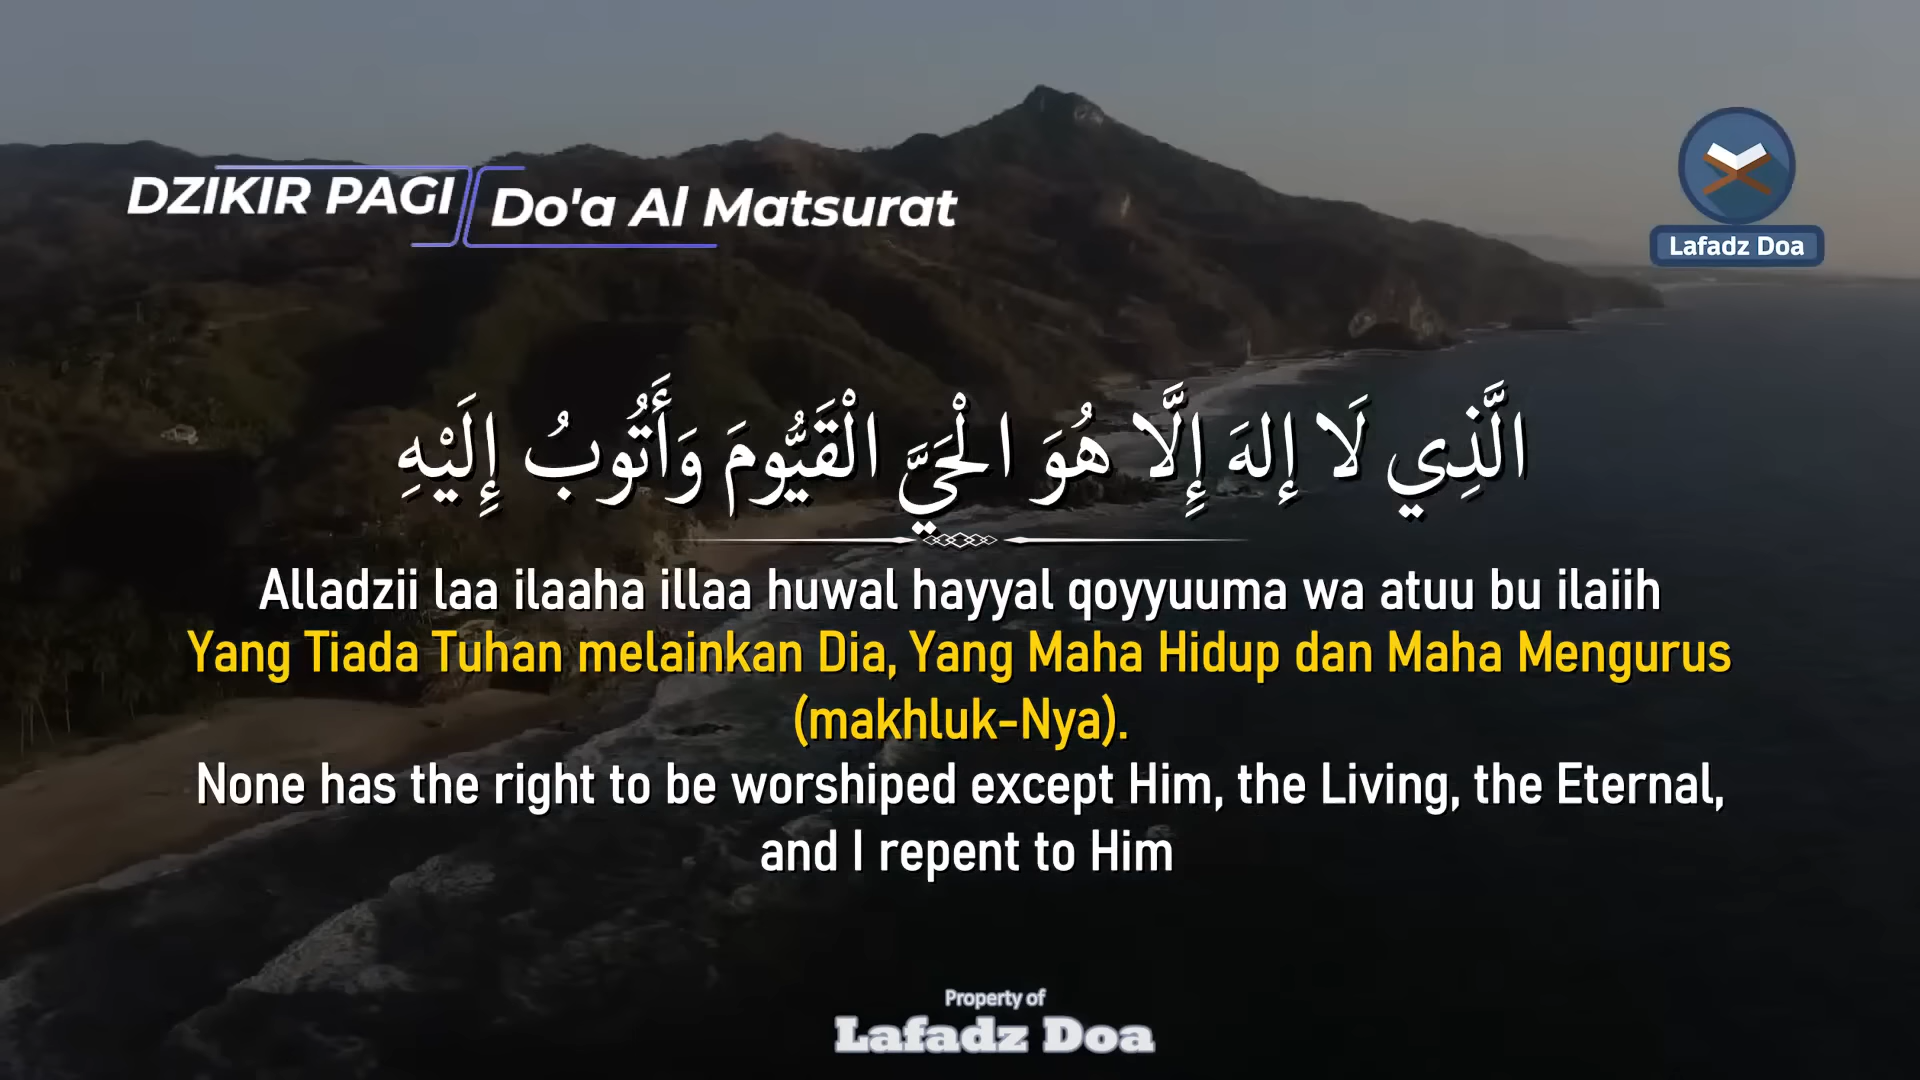 DZIKIR PAGI
Do'a Al Matsurat
Lafadz Doa
الَّذِي لَا إِلهَ إِلَّا هُوَ الْحَيَّ الْقَيُّومَ وَأَتُوبُ إِلَيْهِ
Alladzii laa ilaaha illaa huwal hayyal qoyyuuma wa atuu bu ilaiih
Yang Tiada Tuhan melainkan Dia, Yang Maha Hidup dan Maha Mengurus
(makhluk-Nya).
None has the right to be worshiped except Him, the Living, the Eternal,
and I repent to Him
Property of
Lafadz Doa